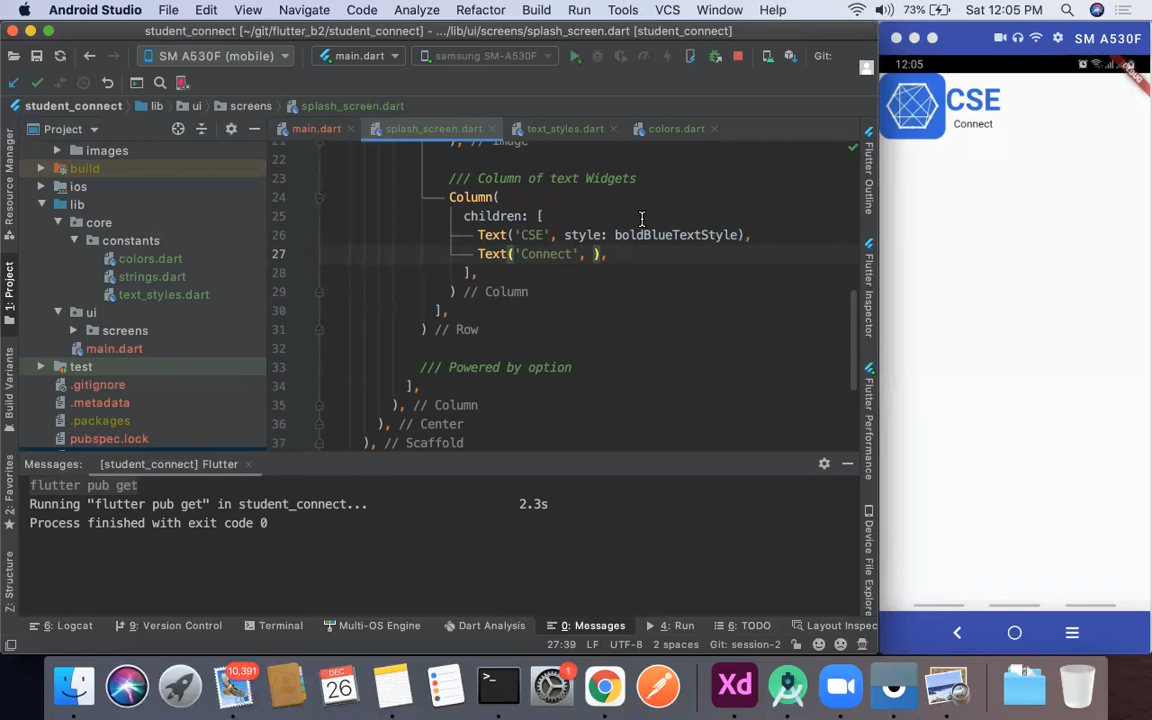 Android Studio File Edit View Navigate Code Analyze Refactor Build Run Tools VCS Window Help 73% Sat 12:05 PM
student_connect [~/git/flutter_b2/student_connect] - .../lib/ui/screens/splash_screen.dart [student_connect]
SM A530F
SM A530F (mobile) main.dart samsung SM-A530F Git:
12:05
DEBUG
student_connect lib ui screens splash_screen.dart
CSE
Connect
1: Project
Resource Manager
Build Variants
2: Favorites
Z: Structure
Project
images
build
ios
lib
core
constants
colors.dart
strings.dart
text_styles.dart
ui
screens
main.dart
test
.gitignore
.metadata
.packages
pubspec.lock
main.dart splash_screen.dart text_styles.dart colors.dart
21 ), // Image
22
23 /// Column of text Widgets
24 Column(
25 children: [
26 Text('CSE', style: boldBlueTextStyle),
27 Text('Connect', ),
28 ],
29 ) // Column
30 ],
31 ) // Row
32
33 /// Powered by option
34 ],
35 ), // Column
36 ), // Center
37 ), // Scaffold
Flutter Outline
Flutter Inspector
Flutter Performance
Device File Explorer
Messages: [student_connect] Flutter
flutter pub get
Running "flutter pub get" in student_connect... 2.3s
Process finished with exit code 0
6: Logcat 9: Version Control Terminal Multi-OS Engine Dart Analysis 0: Messages 4: Run 6: TODO Layout Inspec
27:39 LF UTF-8 2 spaces Git: session-2
10,391
DEC
26
1
Xd